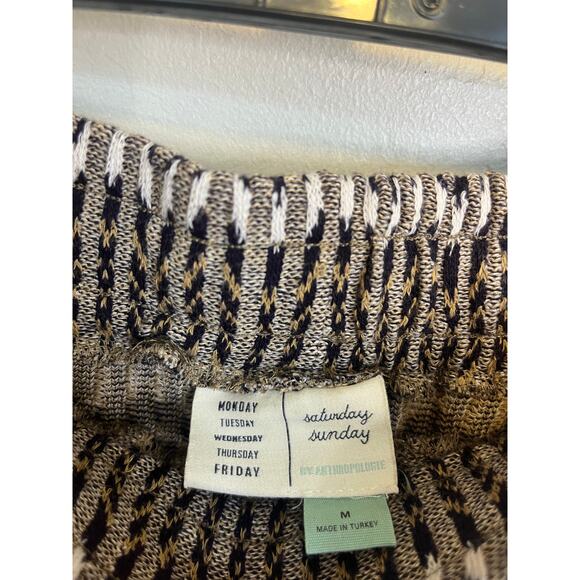 MONDAY
TUESDAY
WEDNESDAY
THURSDAY
FRIDAY
saturday
sunday
BY ANTHROPOLOGIE
M
MADE IN TURKEY